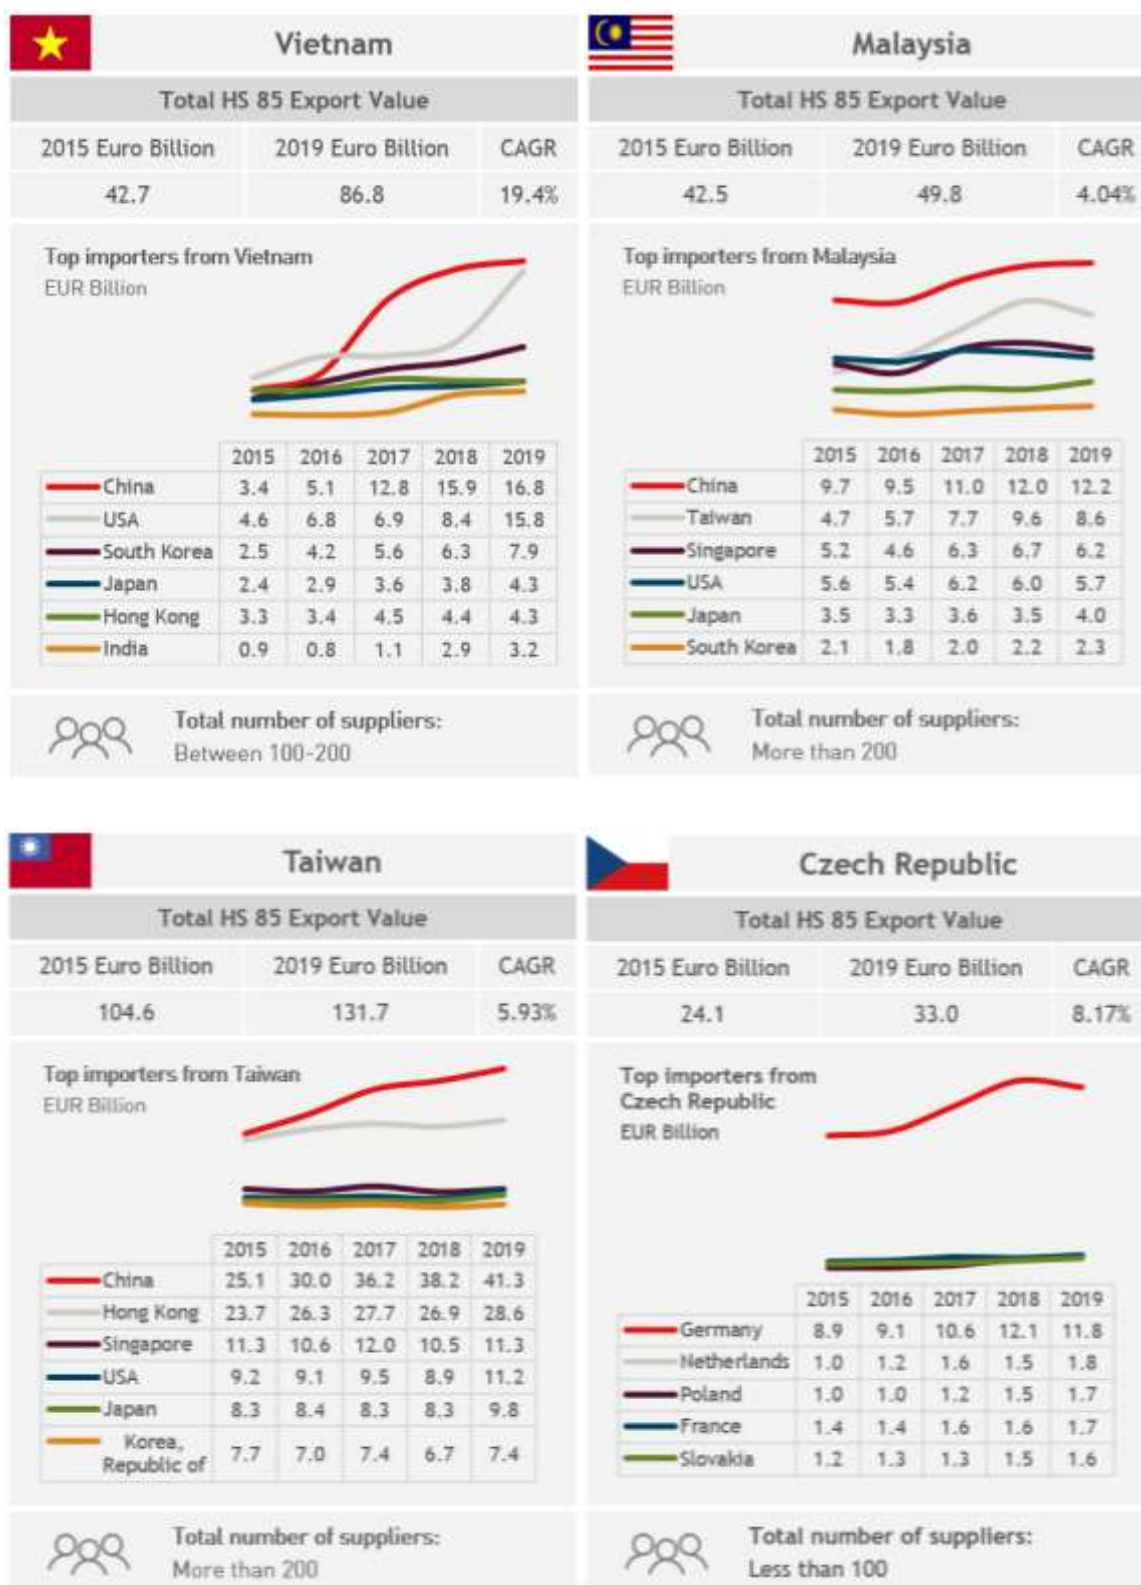 Vietnam
Total HS 85 Export Value
2015 Euro Billion 2019 Euro Billion CAGR
42.7 86.8 19.4%
Top importers from Vietnam
EUR Billion
2015 2016 2017 2018 2019
China 3.4 5.1 12.8 15.9 16.8
USA 4.6 6.8 6.9 8.4 15.8
South Korea 2.5 4.2 5.6 6.3 7.9
Japan 2.4 2.9 3.6 3.8 4.3
Hong Kong 3.3 3.4 4.5 4.4 4.3
India 0.9 0.8 1.1 2.9 3.2
Total number of suppliers:
Between 100-200
Malaysia
Total HS 85 Export Value
2015 Euro Billion 2019 Euro Billion CAGR
42.5 49.8 4.04%
Top importers from Malaysia
EUR Billion
2015 2016 2017 2018 2019
China 9.7 9.5 11.0 12.0 12.2
Taiwan 4.7 5.7 7.7 9.6 8.6
Singapore 5.2 4.6 6.3 6.7 6.2
USA 5.6 5.4 6.2 6.0 5.7
Japan 3.5 3.3 3.6 3.5 4.0
South Korea 2.1 1.8 2.0 2.2 2.3
Total number of suppliers:
More than 200
Taiwan
Total HS 85 Export Value
2015 Euro Billion 2019 Euro Billion CAGR
104.6 131.7 5.93%
Top importers from Taiwan
EUR Billion
2015 2016 2017 2018 2019
China 25.1 30.0 36.2 38.2 41.3
Hong Kong 23.7 26.3 27.7 26.9 28.6
Singapore 11.3 10.6 12.0 10.5 11.3
USA 9.2 9.1 9.5 8.9 11.2
Japan 8.3 8.4 8.3 8.3 9.8
Korea,
Republic of 7.7 7.0 7.4 6.7 7.4
Total number of suppliers:
More than 200
Czech Republic
Total HS 85 Export Value
2015 Euro Billion 2019 Euro Billion CAGR
24.1 33.0 8.17%
Top importers from
Czech Republic
EUR Billion
2015 2016 2017 2018 2019
Germany 8.9 9.1 10.6 12.1 11.8
Netherlands 1.0 1.2 1.6 1.5 1.8
Poland 1.0 1.0 1.2 1.5 1.7
France 1.4 1.4 1.6 1.6 1.7
Slovakia 1.2 1.3 1.3 1.5 1.6
Total number of suppliers:
Less than 100